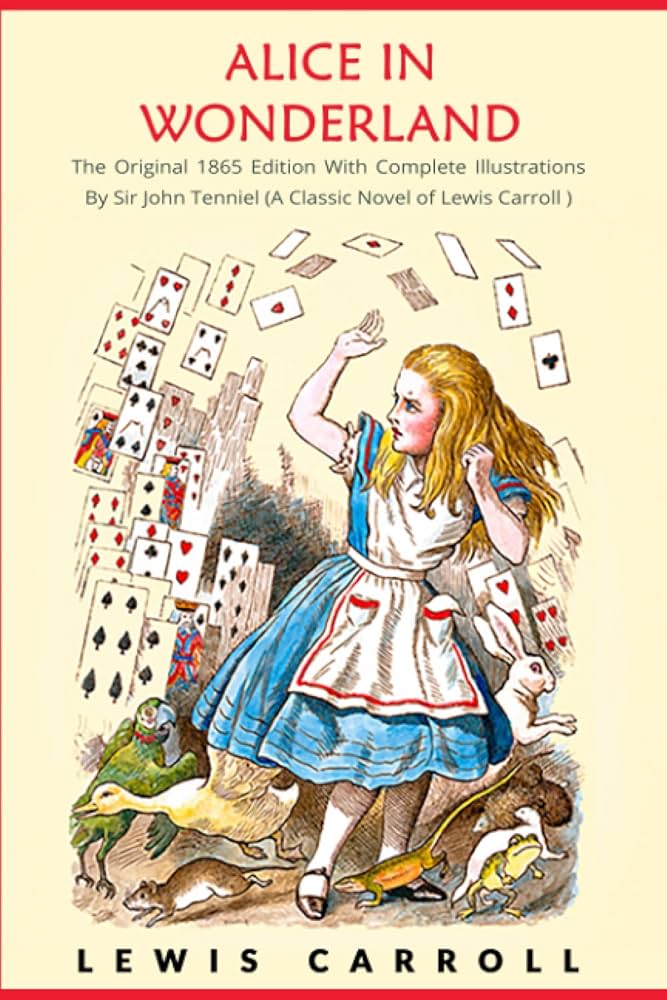 ALICE IN
WONDERLAND
The Original 1865 Edition With Complete Illustrations
By Sir John Tenniel (A Classic Novel of Lewis Carroll )
LEWIS CARROLL